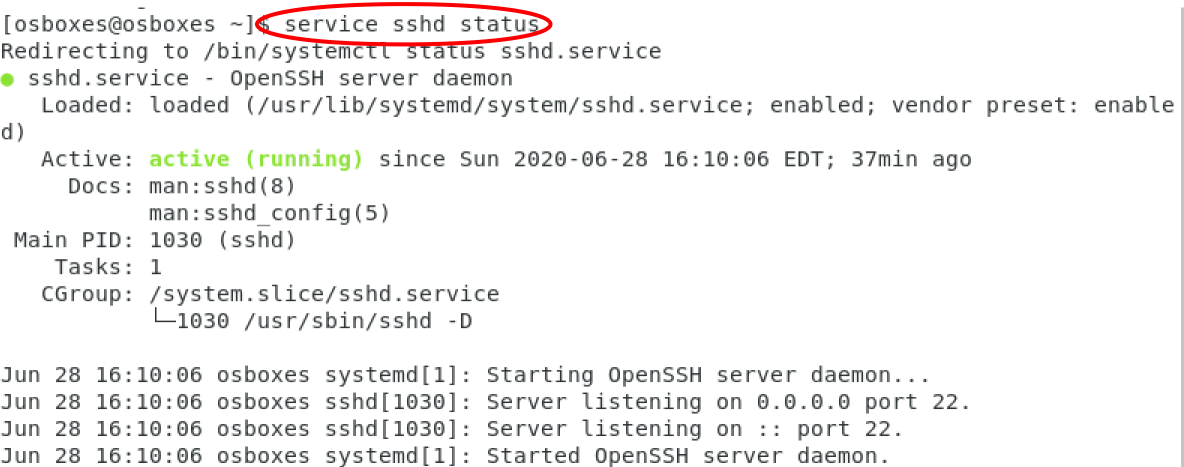 [osboxes@osboxes ~]$ service sshd status
Redirecting to /bin/systemctl status sshd.service
● sshd.service - OpenSSH server daemon
   Loaded: loaded (/usr/lib/systemd/system/sshd.service; enabled; vendor preset: enable
d)
   Active: active (running) since Sun 2020-06-28 16:10:06 EDT; 37min ago
     Docs: man:sshd(8)
           man:sshd_config(5)
 Main PID: 1030 (sshd)
    Tasks: 1
   CGroup: /system.slice/sshd.service
           └─1030 /usr/sbin/sshd -D

Jun 28 16:10:06 osboxes systemd[1]: Starting OpenSSH server daemon...
Jun 28 16:10:06 osboxes sshd[1030]: Server listening on 0.0.0.0 port 22.
Jun 28 16:10:06 osboxes sshd[1030]: Server listening on :: port 22.
Jun 28 16:10:06 osboxes systemd[1]: Started OpenSSH server daemon.